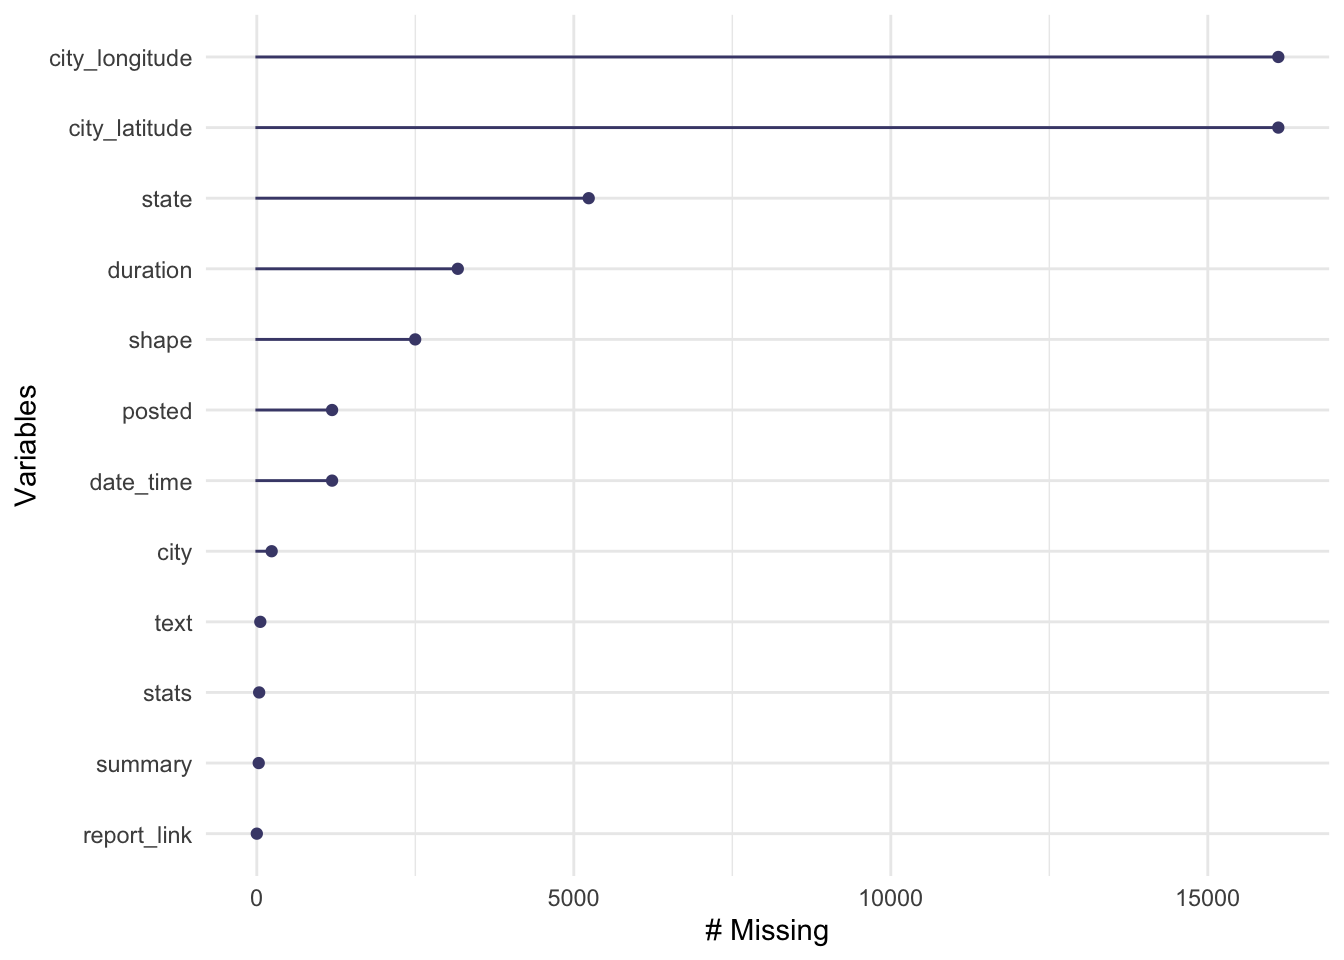 city_longitude
city_latitude
state
duration
shape
posted
date_time
city
text
stats
summary
report_link
Variables
0 5000 10000 15000
# Missing